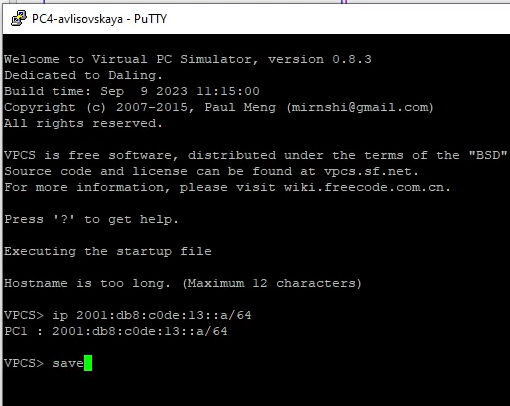 PC4-avlisovskaya - PuTTY
Welcome to Virtual PC Simulator, version 0.8.3
Dedicated to Daling.
Build time: Sep  9 2023 11:15:00
Copyright (c) 2007-2015, Paul Meng (mirnshi@gmail.com)
All rights reserved.
VPCS is free software, distributed under the terms of the "BSD"
Source code and license can be found at vpcs.sf.net.
For more information, please visit wiki.freecode.com.cn.
Press '?' to get help.
Executing the startup file
Hostname is too long. (Maximum 12 characters)
VPCS> ip 2001:db8:c0de:13::a/64
PC1 : 2001:db8:c0de:13::a/64
VPCS> save